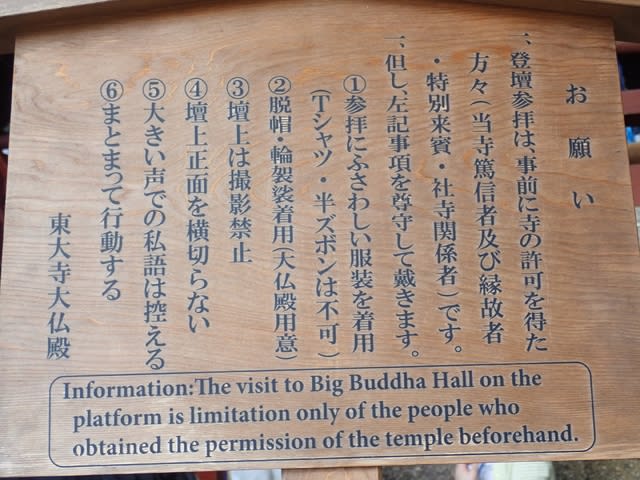 お願い
一、登壇参拝は、事前に寺の許可を得た
方々(当寺篤信者及び縁故者
・特別来賓・社寺関係者)です。
一、但し、左記事項を尊守して戴きます。
①参拝にふさわしい服装を着用
(Tシャツ・半ズボンは不可)
②脱帽・輪袈裟着用(大仏殿用意)
③壇上は撮影禁止
④壇上正面を横切らない
⑤大きい声での私語は控える
⑥まとまって行動する
東大寺大仏殿
Information:The visit to Big Buddha Hall on the
platform is limitation only of the people who
obtained the permission of the temple beforehand.